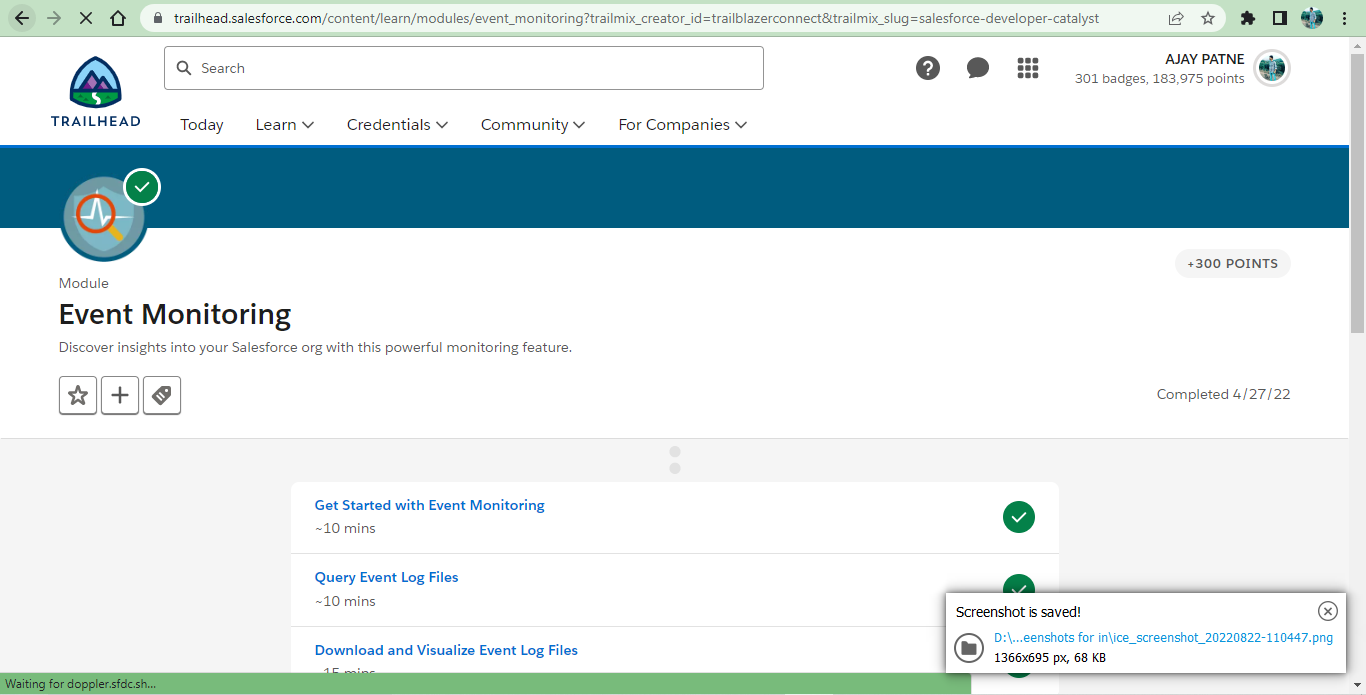 trailhead.salesforce.com/content/learn/modules/event_monitoring?trailmix_creator_id=trailblazerconnect&trailmix_slug=salesforce-developer-catalyst
TRAILHEAD
Search
AJAY PATNE
301 badges, 183,975 points
Today Learn Credentials Community For Companies
+300 POINTS
Module
Event Monitoring
Discover insights into your Salesforce org with this powerful monitoring feature.
Completed 4/27/22
Get Started with Event Monitoring
~10 mins
Query Event Log Files
~10 mins
Download and Visualize Event Log Files
~15 mins
Screenshot is saved!
D:\...eenshots for in\ice_screenshot_20220822-110447.png
1366x695 px, 68 KB
Waiting for doppler.sfdc.sh...